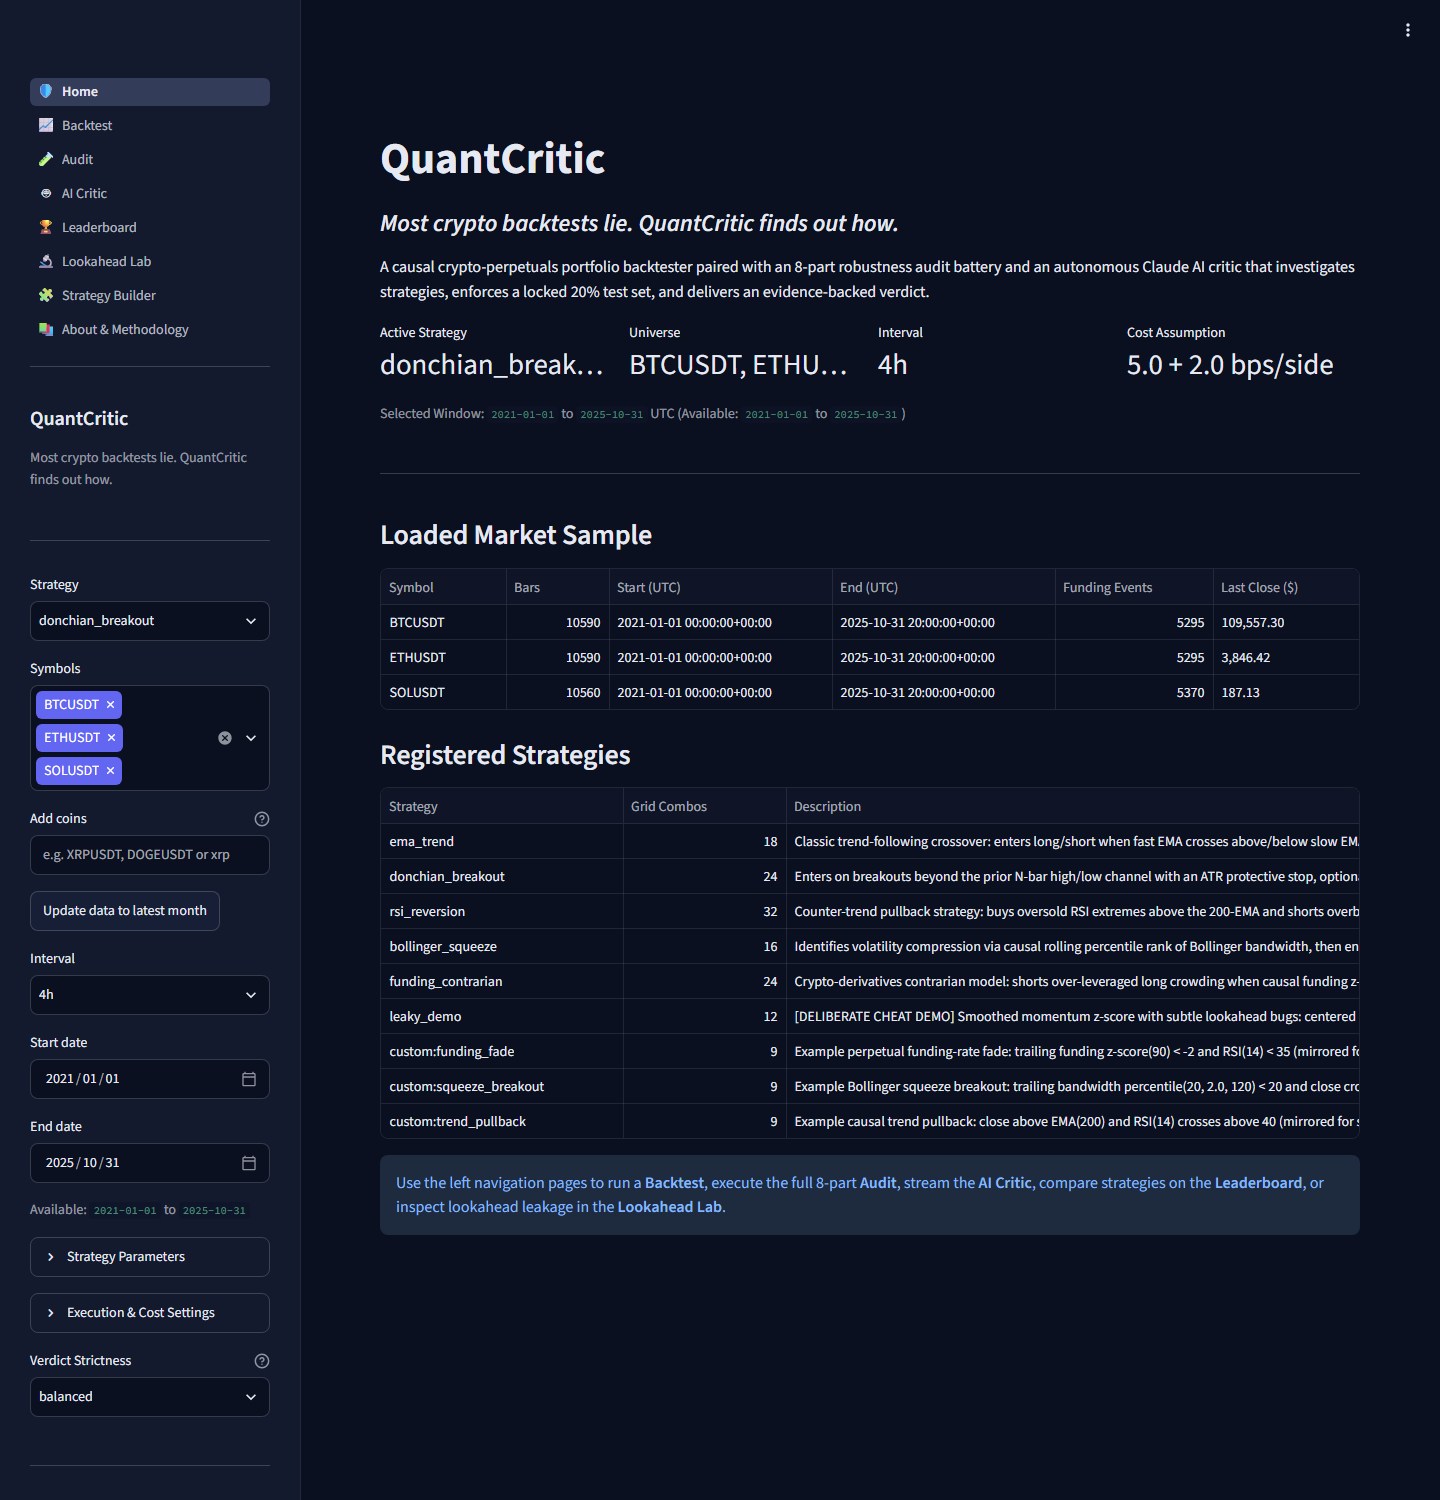 Home
Backtest
Audit
AI Critic
Leaderboard
Lookahead Lab
Strategy Builder
About & Methodology
QuantCritic
Most crypto backtests lie. QuantCritic
finds out how.
Strategy
donchian_breakout
Symbols
BTCUSDT ×
ETHUSDT ×
SOLUSDT ×
Add coins
e.g. XRPUSDT, DOGEUSDT or xrp
Update data to latest month
Interval
4h
Start date
2021 / 01 / 01
End date
2025 / 10 / 31
Available: 2021-01-01 to 2025-10-31
Strategy Parameters
Execution & Cost Settings
Verdict Strictness
balanced
QuantCritic
Most crypto backtests lie. QuantCritic finds out how.
A causal crypto-perpetuals portfolio backtester paired with an 8-part robustness audit battery and an autonomous Claude AI critic that investigates
strategies, enforces a locked 20% test set, and delivers an evidence-backed verdict.
Active Strategy Universe Interval Cost Assumption
donchian_break… BTCUSDT, ETHU… 4h 5.0 + 2.0 bps/side
Selected Window: 2021-01-01 to 2025-10-31 UTC (Available: 2021-01-01 to 2025-10-31 )
Loaded Market Sample
Symbol Bars Start (UTC) End (UTC) Funding Events Last Close ($)
BTCUSDT 10590 2021-01-01 00:00:00+00:00 2025-10-31 20:00:00+00:00 5295 109,557.30
ETHUSDT 10590 2021-01-01 00:00:00+00:00 2025-10-31 20:00:00+00:00 5295 3,846.42
SOLUSDT 10560 2021-01-01 00:00:00+00:00 2025-10-31 20:00:00+00:00 5370 187.13
Registered Strategies
Strategy Grid Combos Description
ema_trend 18 Classic trend-following crossover: enters long/short when fast EMA crosses above/below slow EM
donchian_breakout 24 Enters on breakouts beyond the prior N-bar high/low channel with an ATR protective stop, option
rsi_reversion 32 Counter-trend pullback strategy: buys oversold RSI extremes above the 200-EMA and shorts overb
bollinger_squeeze 16 Identifies volatility compression via causal rolling percentile rank of Bollinger bandwidth, then en
funding_contrarian 24 Crypto-derivatives contrarian model: shorts over-leveraged long crowding when causal funding z-
leaky_demo 12 [DELIBERATE CHEAT DEMO] Smoothed momentum z-score with subtle lookahead bugs: centered
custom:funding_fade 9 Example perpetual funding-rate fade: trailing funding z-score(90) < -2 and RSI(14) < 35 (mirrored fo
custom:squeeze_breakout 9 Example Bollinger squeeze breakout: trailing bandwidth percentile(20, 2.0, 120) < 20 and close cro
custom:trend_pullback 9 Example causal trend pullback: close above EMA(200) and RSI(14) crosses above 40 (mirrored for s
Use the left navigation pages to run a Backtest, execute the full 8-part Audit, stream the AI Critic, compare strategies on the Leaderboard, or
inspect lookahead leakage in the Lookahead Lab.